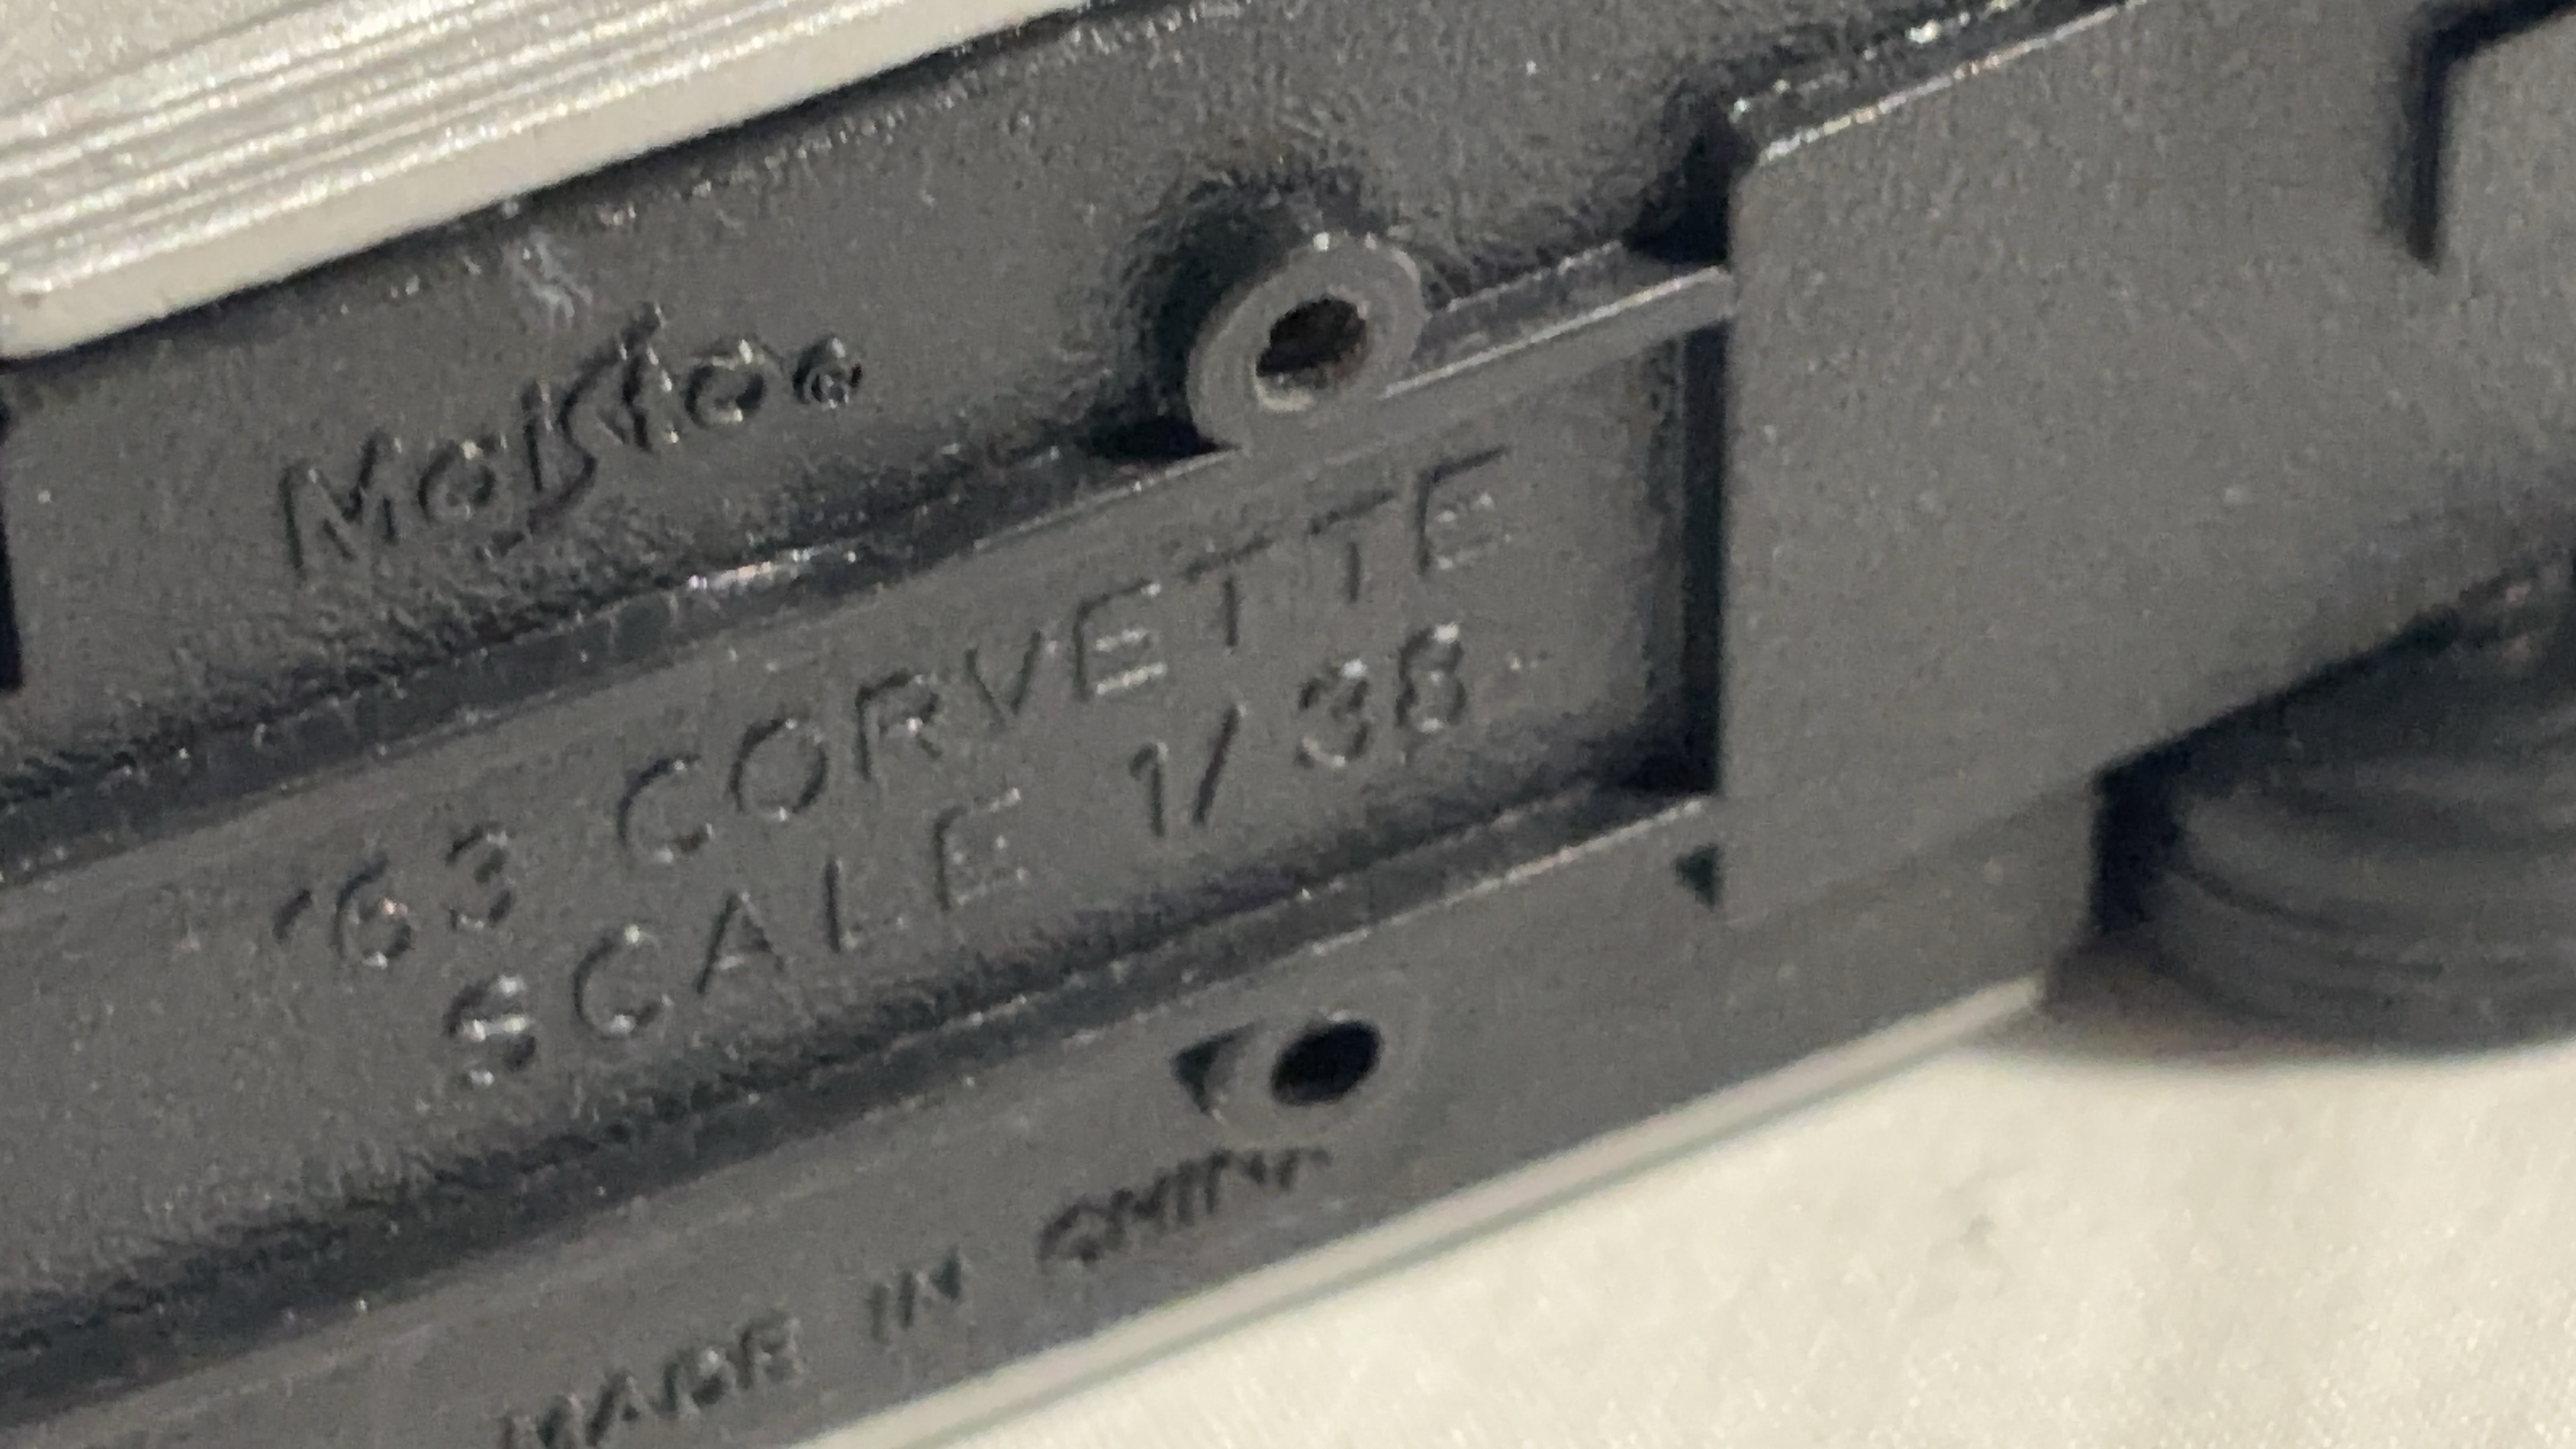 Maisto
'63 CORVETTE
SCALE 1/38
MADE IN CHINA